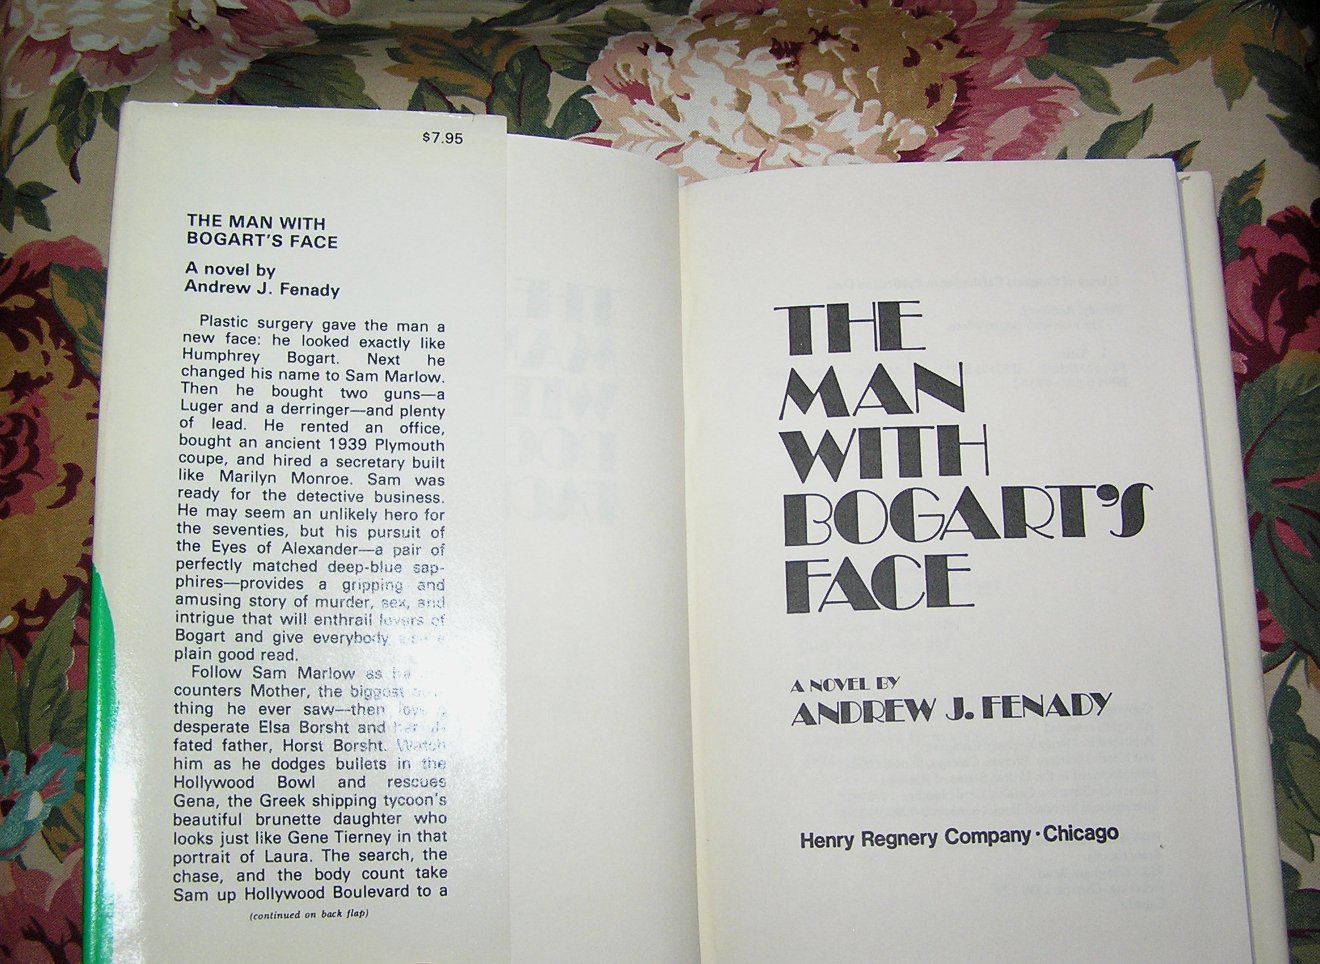 $7.95
THE MAN WITH
BOGART'S FACE
A novel by
Andrew J. Fenady
Plastic surgery gave the man a
new face: he looked exactly like
Humphrey Bogart. Next he
changed his name to Sam Marlow.
Then he bought two guns—a
Luger and a derringer—and plenty
of lead. He rented an office,
bought an ancient 1939 Plymouth
coupe, and hired a secretary built
like Marilyn Monroe. Sam was
ready for the detective business.
He may seem an unlikely hero for
the seventies, but his pursuit of
the Eyes of Alexander—a pair of
perfectly matched deep-blue sap-
phires—provides a gripping and
amusing story of murder, sex, and
intrigue that will enthrall lovers of
Bogart and give everybody
plain good read.
Follow Sam Marlow as
counters Mother, the biggest
thing he ever saw—then
desperate Elsa Borsht and her
fated father, Horst Borsht. Watch
him as he dodges bullets in the
Hollywood Bowl and rescues
Gena, the Greek shipping tycoon's
beautiful brunette daughter who
looks just like Gene Tierney in that
portrait of Laura. The search, the
chase, and the body count take
Sam up Hollywood Boulevard to a
(continued on back flap)
THE
MAN
WITH
BOGART'S
FACE
A NOVEL BY
ANDREW J. FENADY
Henry Regnery Company · Chicago